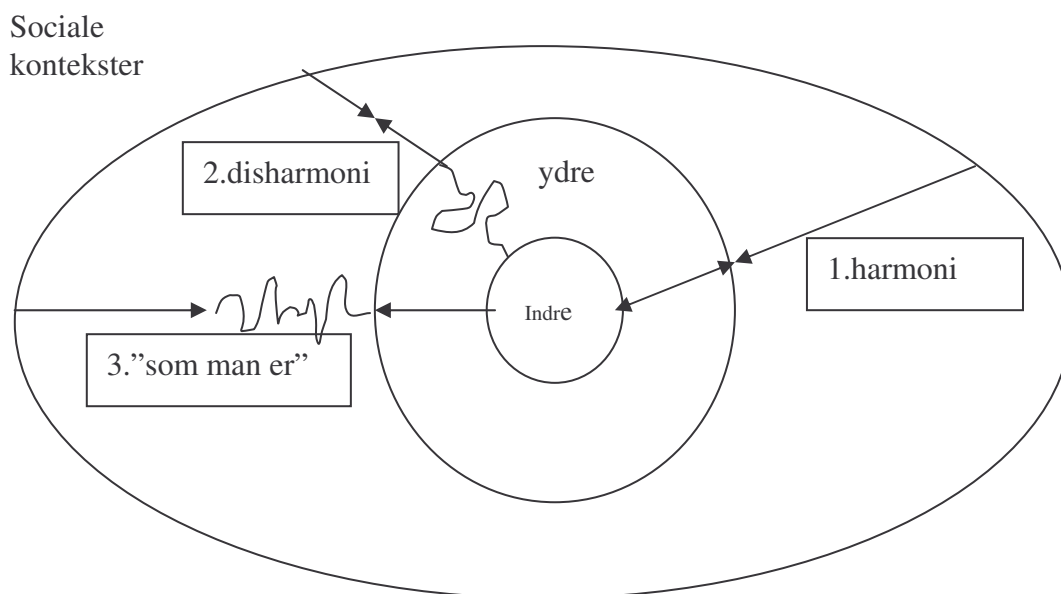 Sociale
kontekster
2.disharmoni
ydre
1.harmoni
Indre
3.”som man er”